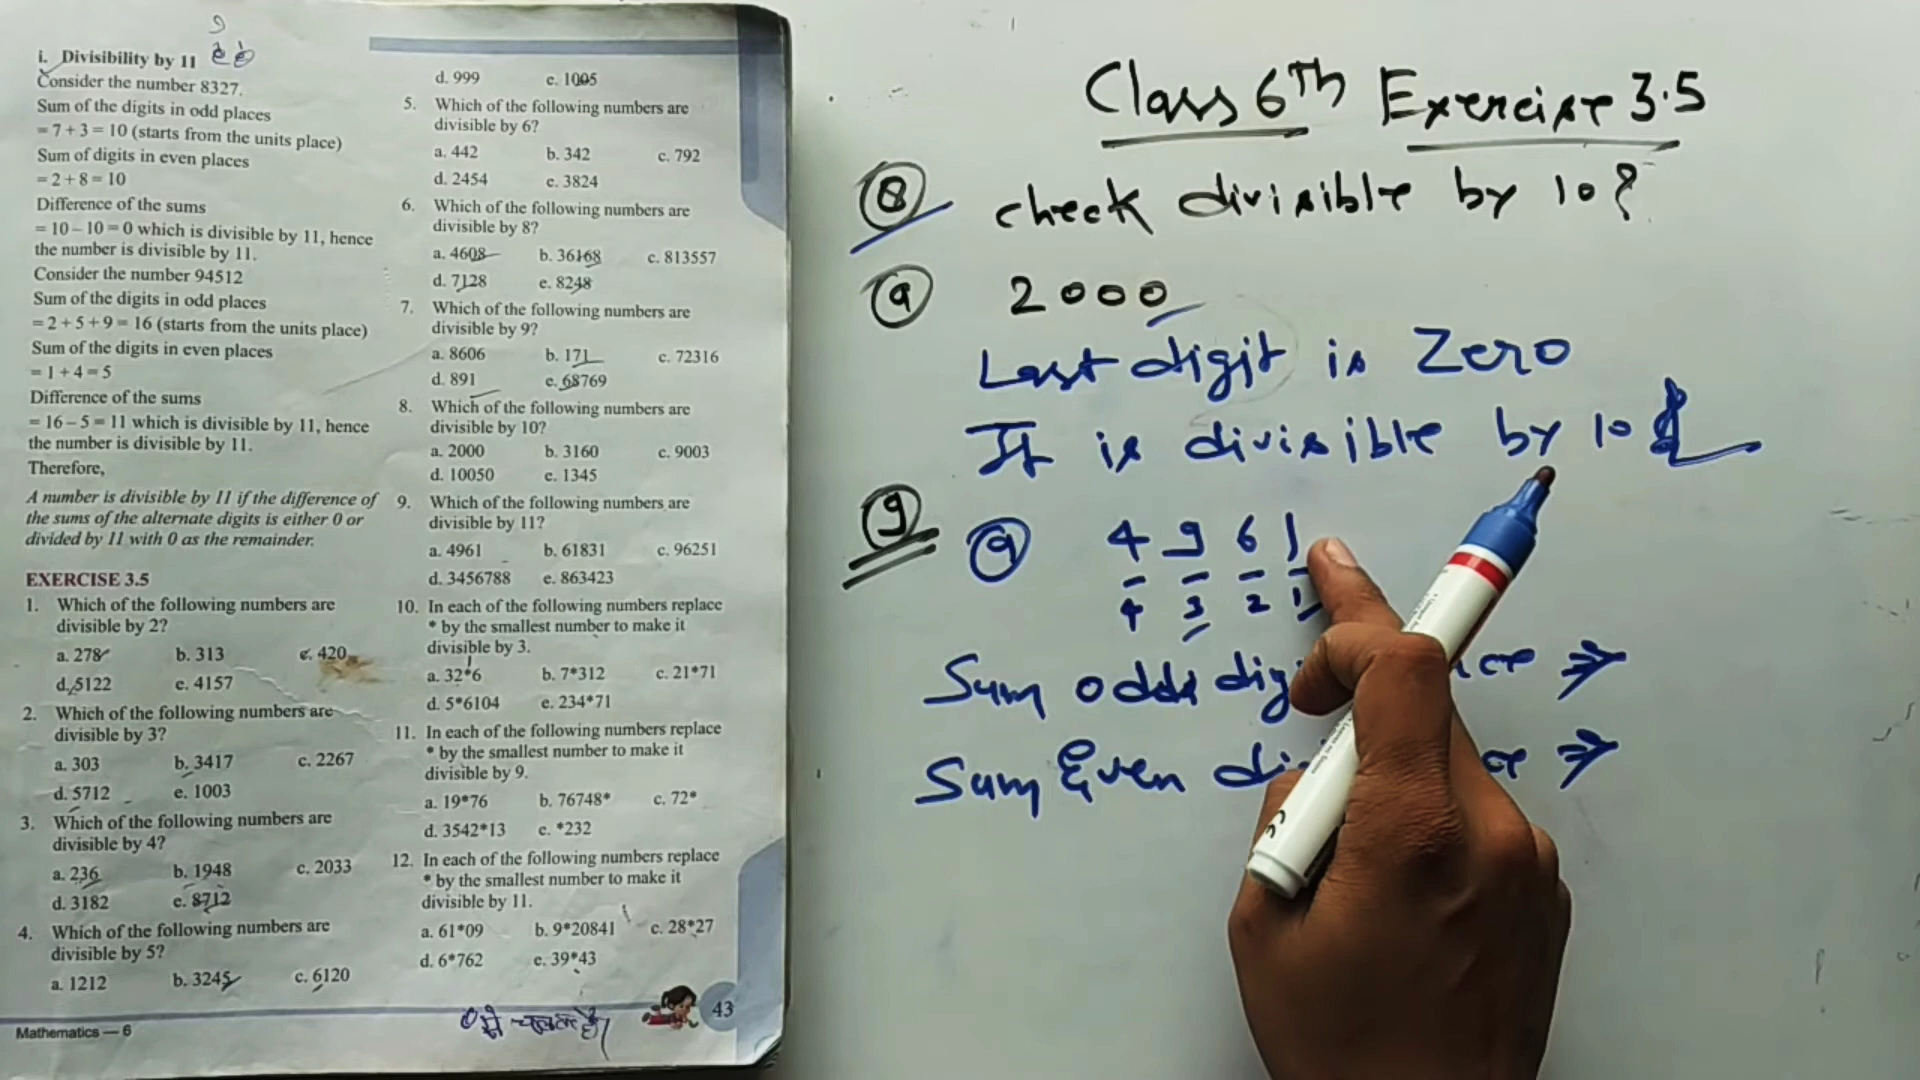 i. Divisibility by 11
Consider the number 8327.
Sum of the digits in odd places
= 7 + 3 = 10 (starts from the units place)
Sum of digits in even places
= 2 + 8 = 10
Difference of the sums
= 10 – 10 = 0 which is divisible by 11, hence
the number is divisible by 11.
Consider the number 94512
Sum of the digits in odd places
= 2 + 5 + 9 = 16 (starts from the units place)
Sum of the digits in even places
= 1 + 4 = 5
Difference of the sums
= 16 – 5 = 11 which is divisible by 11, hence
the number is divisible by 11.
Therefore,
A number is divisible by 11 if the difference of
the sums of the alternate digits is either 0 or
divided by 11 with 0 as the remainder.
EXERCISE 3.5
1. Which of the following numbers are
divisible by 2?
a. 278 b. 313 c. 420
d. 5122 e. 4157
2. Which of the following numbers are
divisible by 3?
a. 303 b. 3417 c. 2267
d. 5712 e. 1003
3. Which of the following numbers are
divisible by 4?
a. 236 b. 1948 c. 2033
d. 3182 e. 8712
4. Which of the following numbers are
divisible by 5?
a. 1212 b. 3245 c. 6120
Mathematics — 6
d. 999 e. 1005
5. Which of the following numbers are
divisible by 6?
a. 442 b. 342 c. 792
d. 2454 e. 3824
6. Which of the following numbers are
divisible by 8?
a. 4608 b. 36168 c. 813557
d. 7128 e. 8248
7. Which of the following numbers are
divisible by 9?
a. 8606 b. 171 c. 72316
d. 891 e. 68769
8. Which of the following numbers are
divisible by 10?
a. 2000 b. 3160 c. 9003
d. 10050 e. 1345
9. Which of the following numbers are
divisible by 11?
a. 4961 b. 61831 c. 96251
d. 3456788 e. 863423
10. In each of the following numbers replace
* by the smallest number to make it
divisible by 3.
a. 32*6 b. 7*312 c. 21*71
d. 5*6104 e. 234*71
11. In each of the following numbers replace
* by the smallest number to make it
divisible by 9.
a. 19*76 b. 76748* c. 72*
d. 3542*13 e. *232
12. In each of the following numbers replace
* by the smallest number to make it
divisible by 11.
a. 61*09 b. 9*20841 c. 28*27
d. 6*762 e. 39*43
43
Class 6Th Exercise 3.5
8 check divisible by 10?
a 2000
Last digit is Zero
It is divisible by 10
9 a 4 9 6 1
4 3 2 1
Sum odd ⇒
Sum Even ⇒